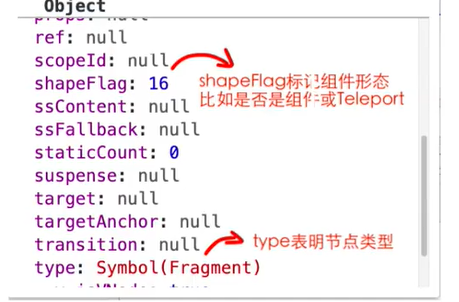 Object
props: null
ref: null
scopeId: null
shapeFlag: 16
shapeFlag标记组件形态
比如是否是组件或Teleport
ssContent: null
ssFallback: null
staticCount: 0
suspense: null
target: null
targetAnchor: null
transition: null
type表明节点类型
type: Symbol(Fragment)